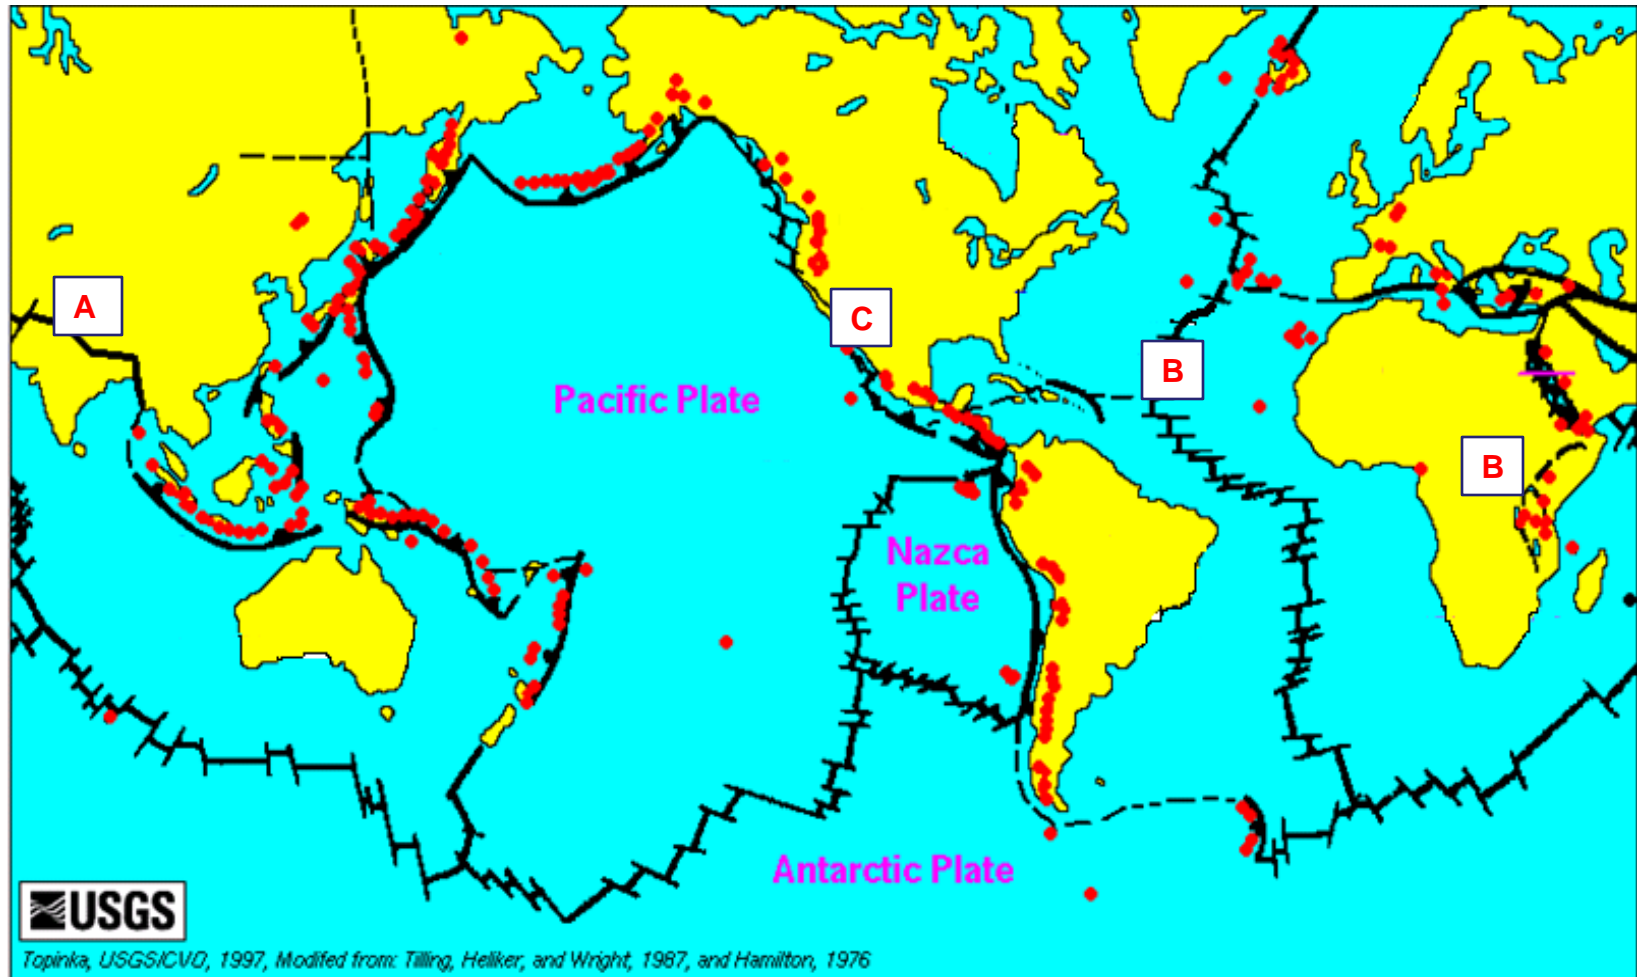 A
C
B
Pacific Plate
B
Nazca
Plate
Antarctic Plate
USGS
Topinka, USGS/CVO, 1997, Modifed from: Tilling, Heliker, and Wright, 1987, and Hamilton, 1976